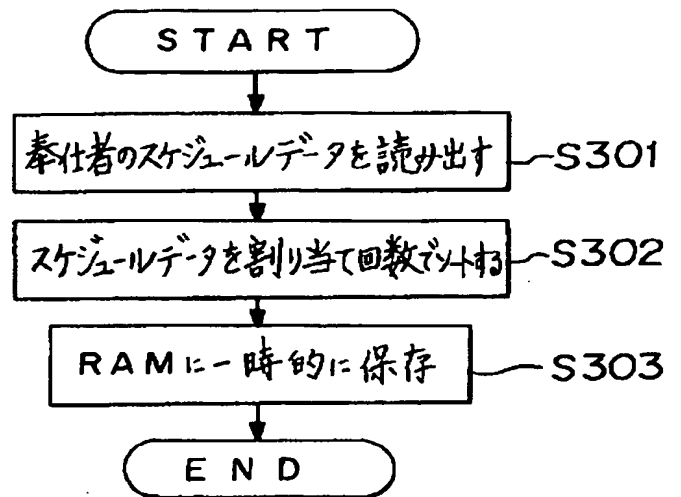 START
奉仕者のスケジュールデータを読み出す S301
スケジュールデータを割り当て回数でソートする S302
RAMに一時的に保存 S303
END